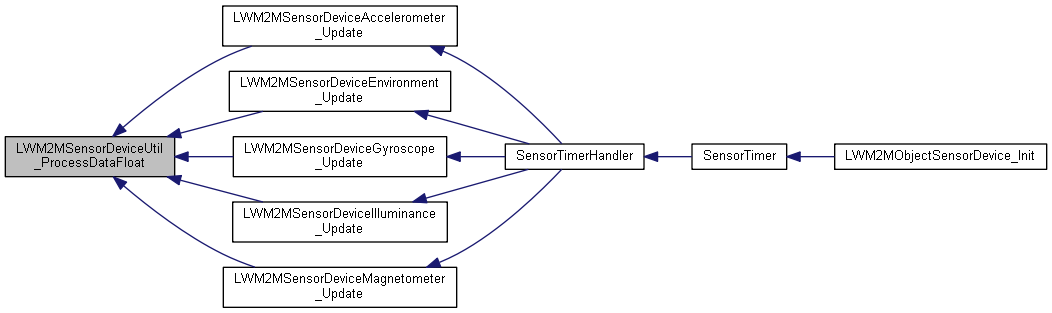 LWM2MSensorDeviceAccelerometer
_Update
LWM2MSensorDeviceEnvironment
_Update
LWM2MSensorDeviceUtil
_ProcessDataFloat
LWM2MSensorDeviceGyroscope
_Update
SensorTimerHandler
SensorTimer
LWM2MObjectSensorDevice_Init
LWM2MSensorDeviceIlluminance
_Update
LWM2MSensorDeviceMagnetometer
_Update